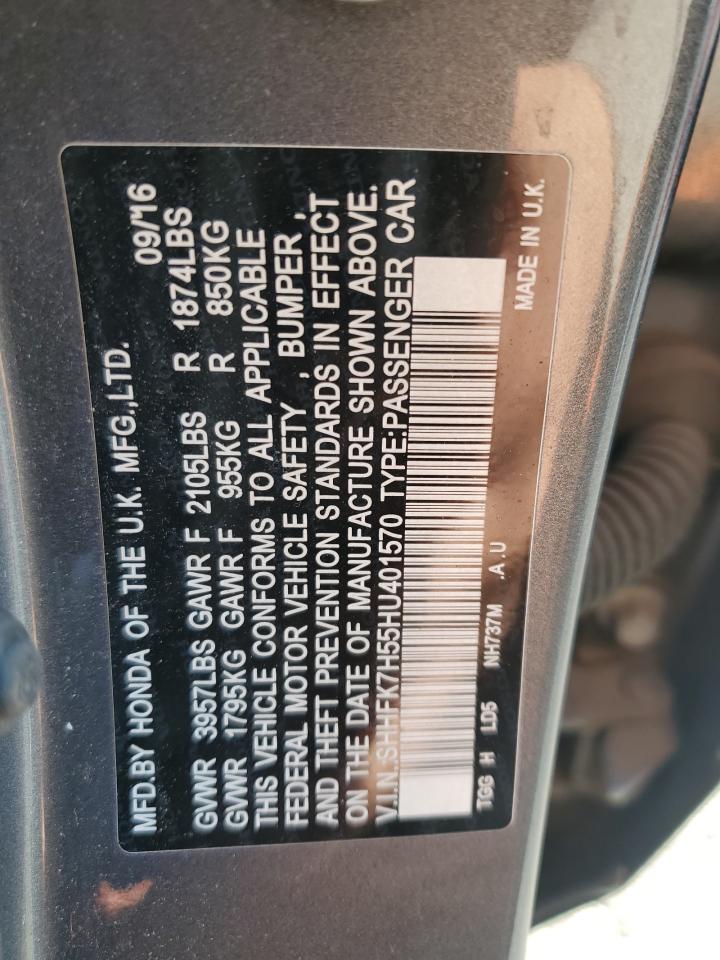 MFD.BY HONDA OF THE U.K. MFG.,LTD. 09/'16
GVWR 3957LBS GAWR F 2105LBS R 1874LBS
GVWR 1795KG GAWR F 955KG R 850KG
THIS VEHICLE CONFORMS TO ALL APPLICABLE
FEDERAL MOTOR VEHICLE SAFETY , BUMPER ,
AND THEFT PREVENTION STANDARDS IN EFFECT
ON THE DATE OF MANUFACTURE SHOWN ABOVE.
V.I.N.:SHHFK7H55HU401570 TYPE:PASSENGER CAR
TGG H LD5 NH737M .A.U MADE IN U.K.